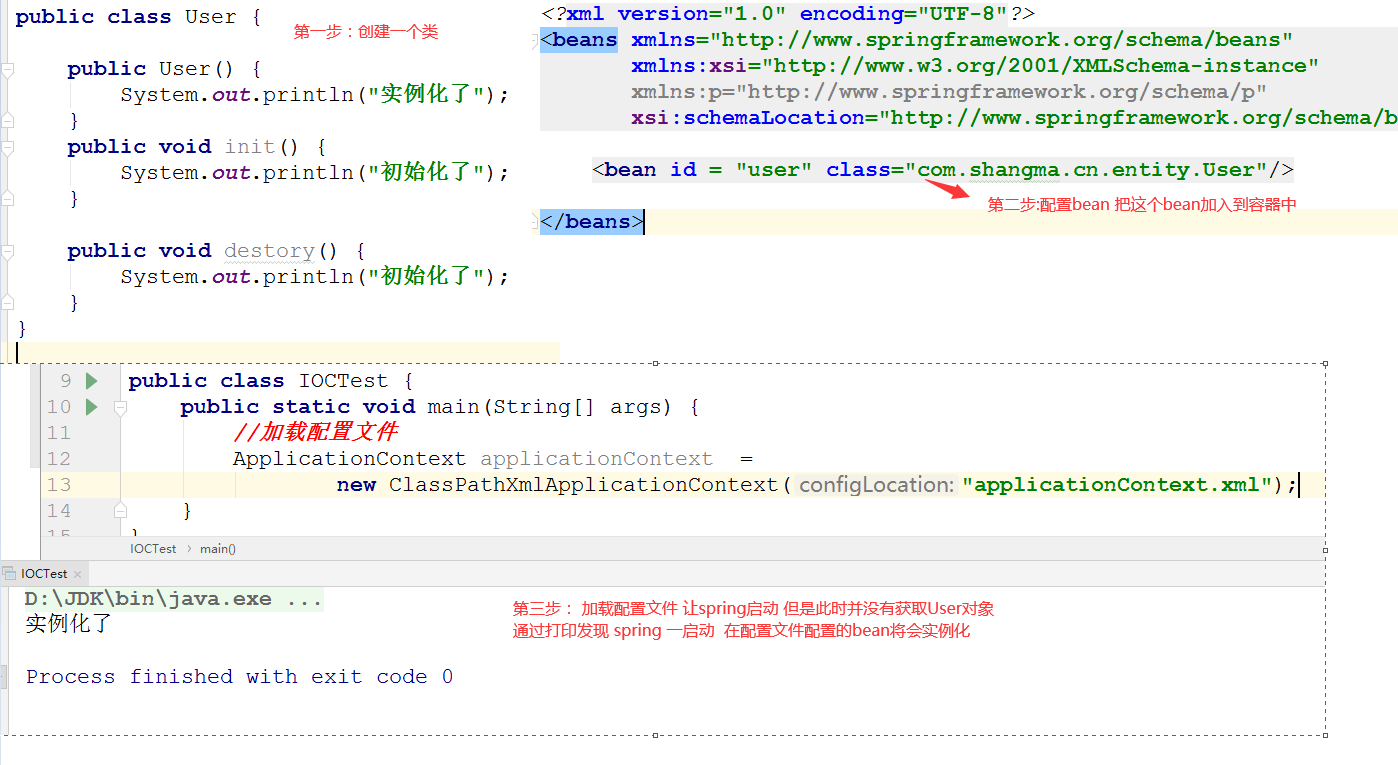 public class User {
第一步：创建一个类
public User() {
System.out.println("实例化了");
}
public void init() {
System.out.println("初始化了");
}
public void destory() {
System.out.println("初始化了");
}
}
<?xml version="1.0" encoding="UTF-8"?>
<beans xmlns="http://www.springframework.org/schema/beans"
xmlns:xsi="http://www.w3.org/2001/XMLSchema-instance"
xmlns:p="http://www.springframework.org/schema/p"
xsi:schemaLocation="http://www.springframework.org/schema/b
<bean id = "user" class="com.shangma.cn.entity.User"/>
第二步:配置bean 把这个bean加入到容器中
</beans>
9 public class IOCTest {
10 public static void main(String[] args) {
11 //加载配置文件
12 ApplicationContext applicationContext =
13 new ClassPathXmlApplicationContext( configLocation: "applicationContext.xml");
14 }
15 }
IOCTest › main()
IOCTest ×
D:\JDK\bin\java.exe ...
实例化了
第三步： 加载配置文件 让spring启动 但是此时并没有获取User对象
通过打印发现 spring 一启动 在配置文件配置的bean将会实例化
Process finished with exit code 0